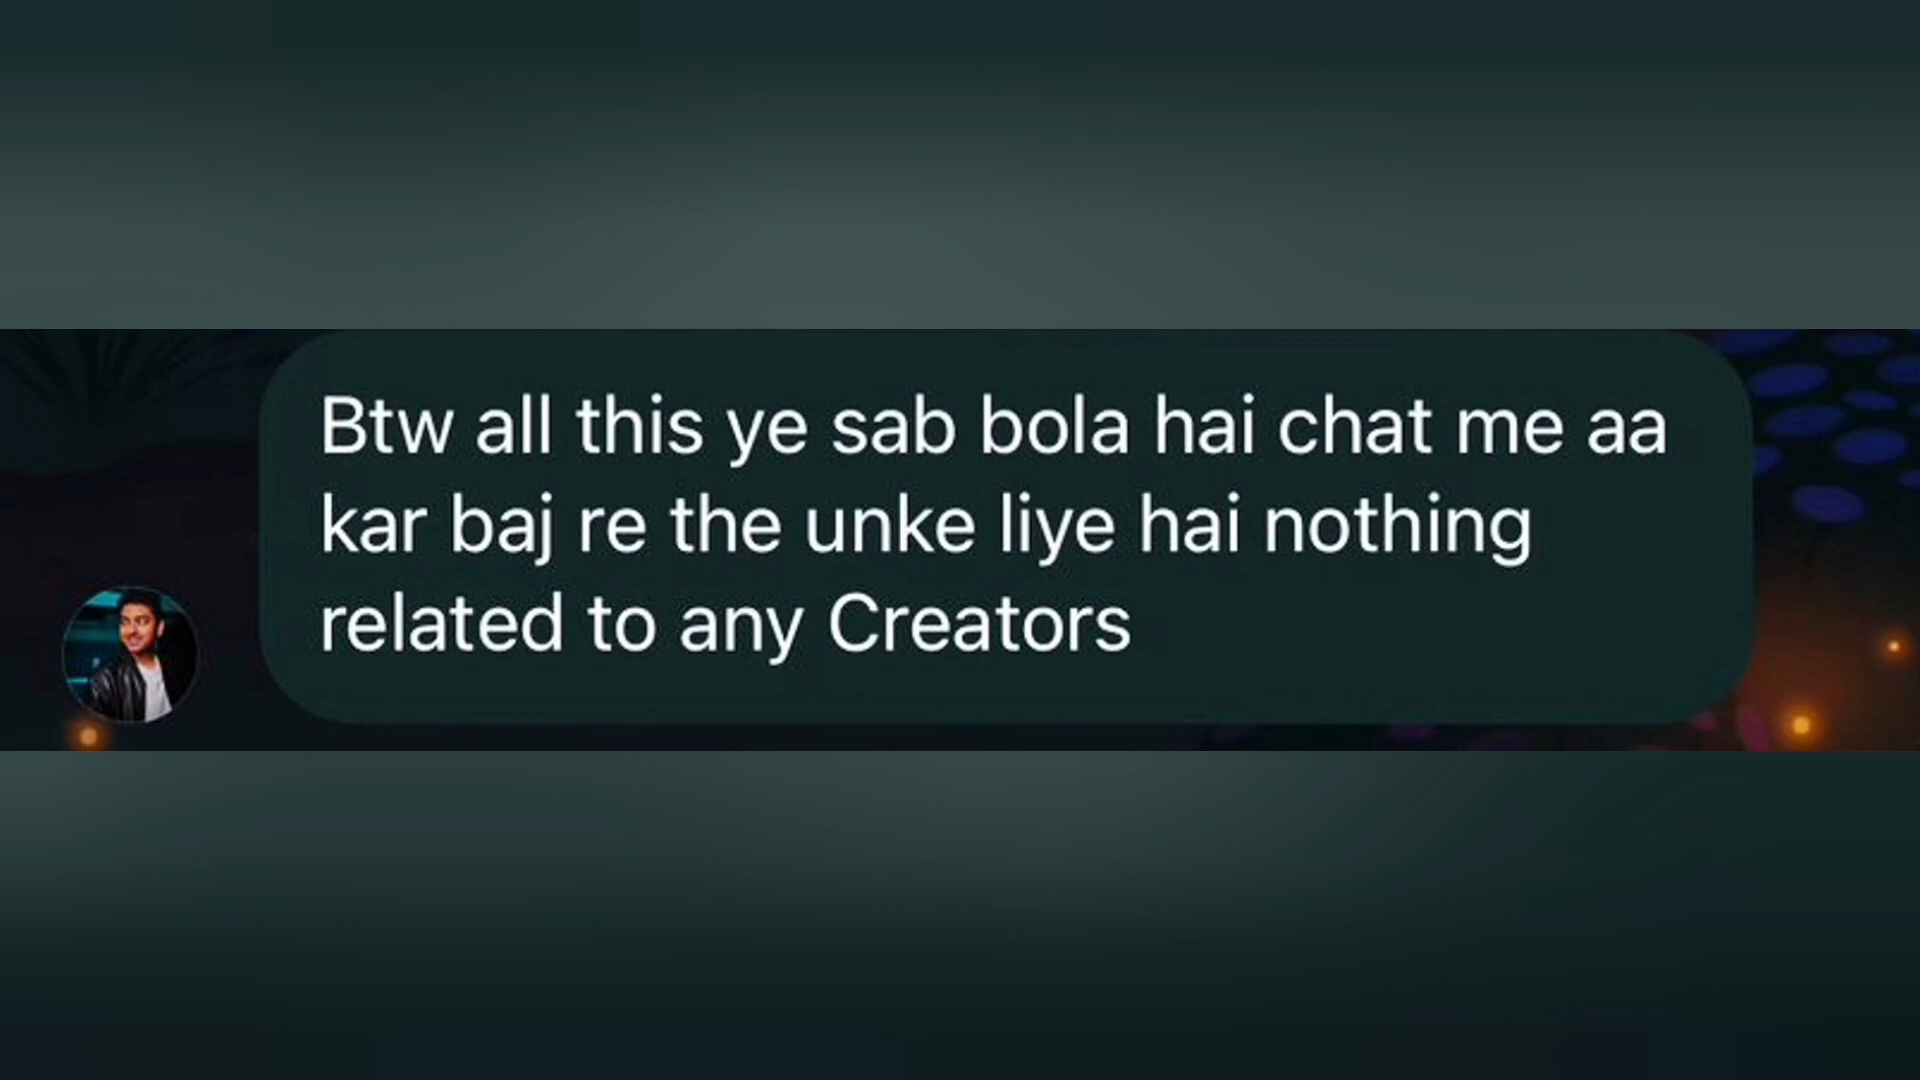 Btw all this ye sab bola hai chat me aa
kar baj re the unke liye hai nothing
related to any Creators